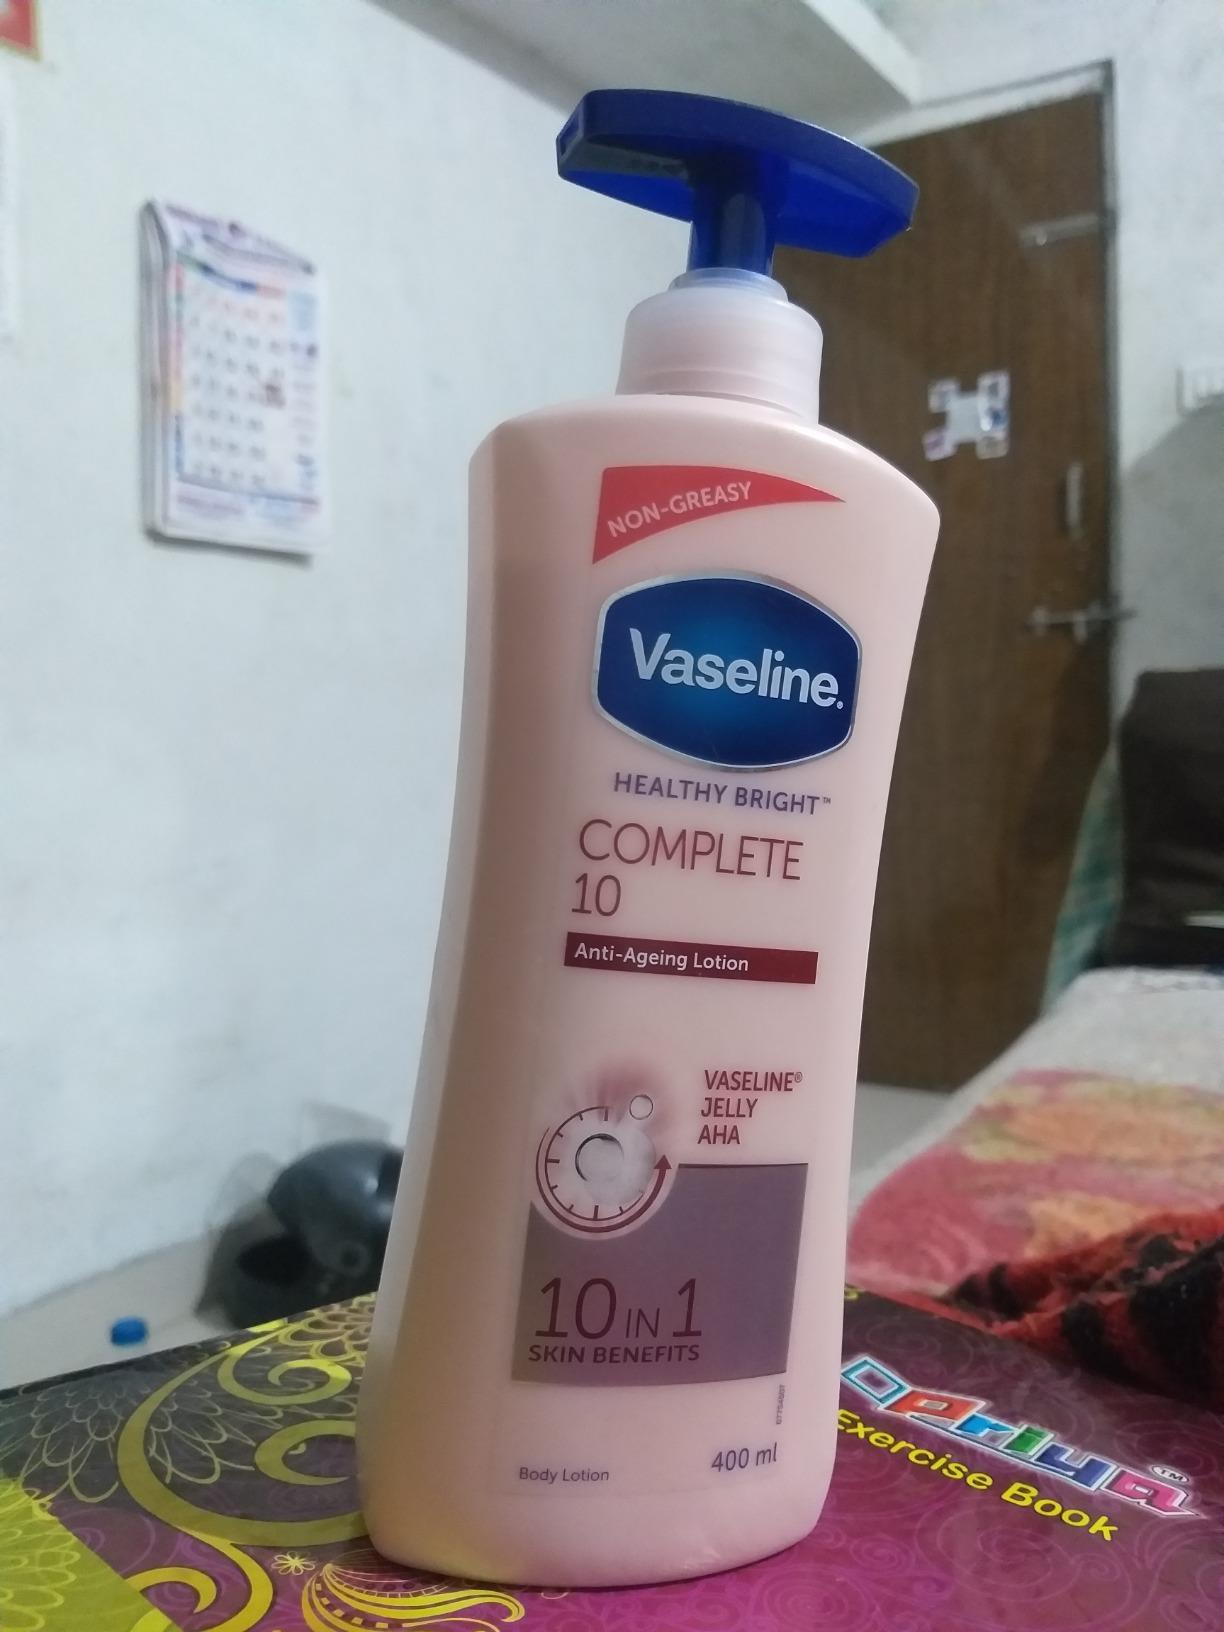 NON-GREASY
Vaseline.
HEALTHY BRIGHT™
COMPLETE
10
Anti-Ageing Lotion
VASELINE®
JELLY
AHA
10 IN 1
SKIN BENEFITS
400 ml
Body Lotion
Priya™
Exercise Book